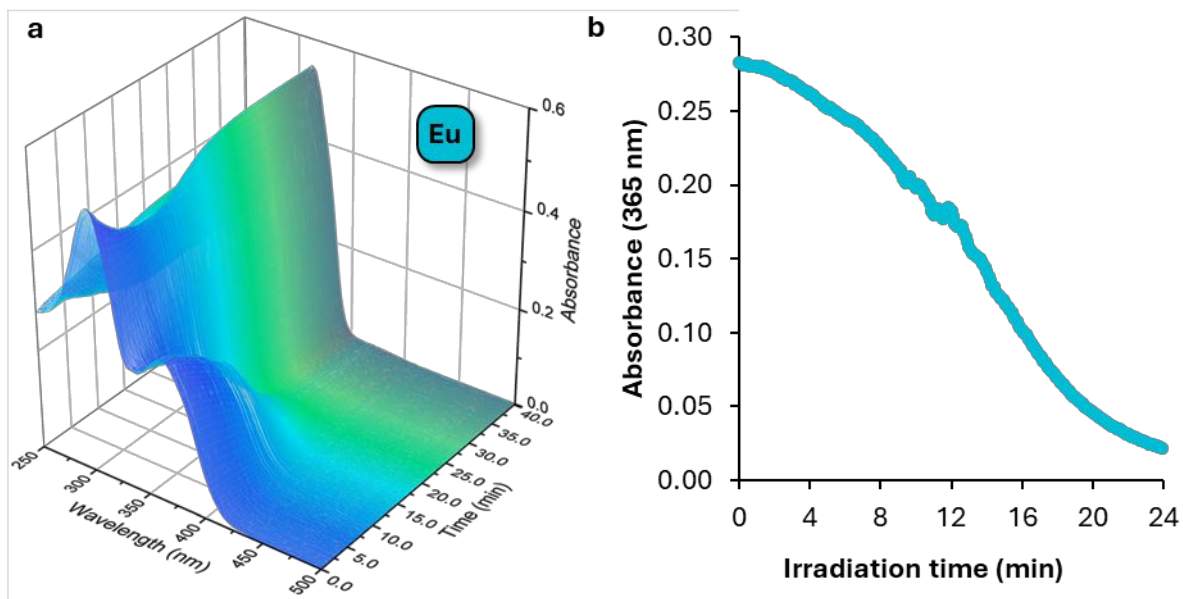 a
Eu
0.6
0.4
0.2
0.0
Absorbance
250
300
350
400
450
500
Wavelength (nm)
0.0
5.0
10.0
15.0
20.0
25.0
30.0
35.0
40.0
Time (min)
b
0.30
0.25
0.20
0.15
0.10
0.05
0.00
Absorbance (365 nm)
0 4 8 12 16 20 24
Irradiation time (min)